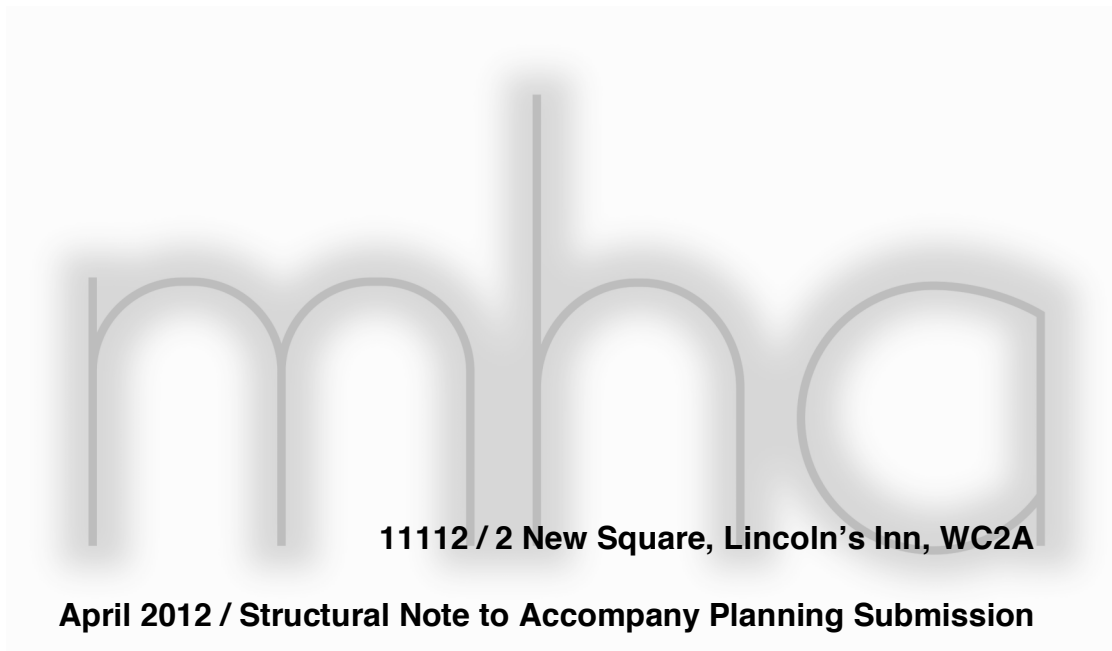 mha
11112 / 2 New Square, Lincoln's Inn, WC2A
April 2012 / Structural Note to Accompany Planning Submission